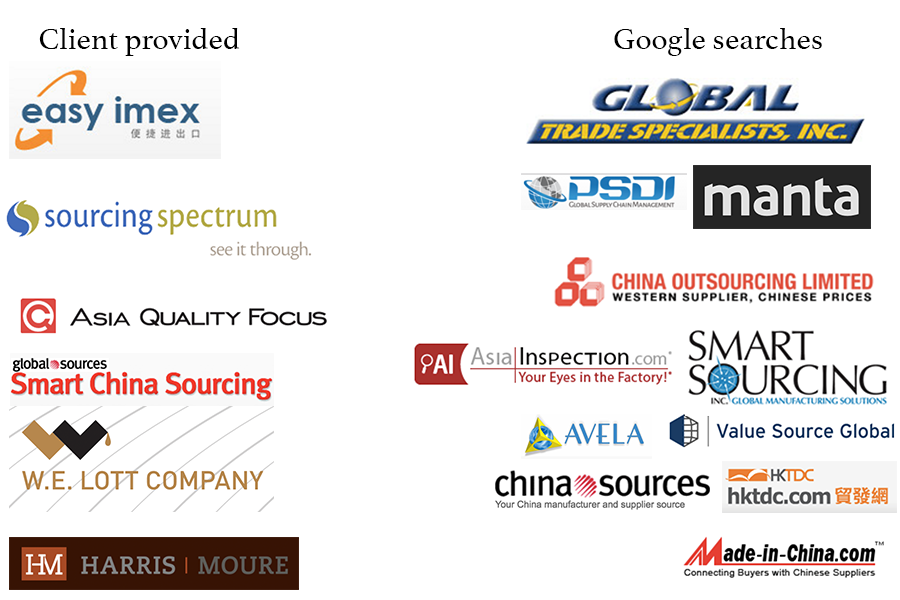 Client provided
easy imex
便捷进出口
sourcing spectrum
see it through.
ASIA QUALITY FOCUS
global sources
Smart China Sourcing
W.E. LOTT COMPANY
HM HARRIS | MOURE
Google searches
GLOBAL
TRADE SPECIALISTS, INC.
PSDI
GLOBAL SUPPLY CHAIN MANAGEMENT
manta
CHINA OUTSOURCING LIMITED
WESTERN SUPPLIER, CHINESE PRICES
AI AsiaInspection.com*
Your Eyes in the Factory!*
SMART
SOURCING
INC. GLOBAL MANUFACTURING SOLUTIONS
AVELA
Value Source Global
china sources
Your China manufacturer and supplier source
HKTDC
hktdc.com 貿發網
Made-in-China.com™
Connecting Buyers with Chinese Suppliers